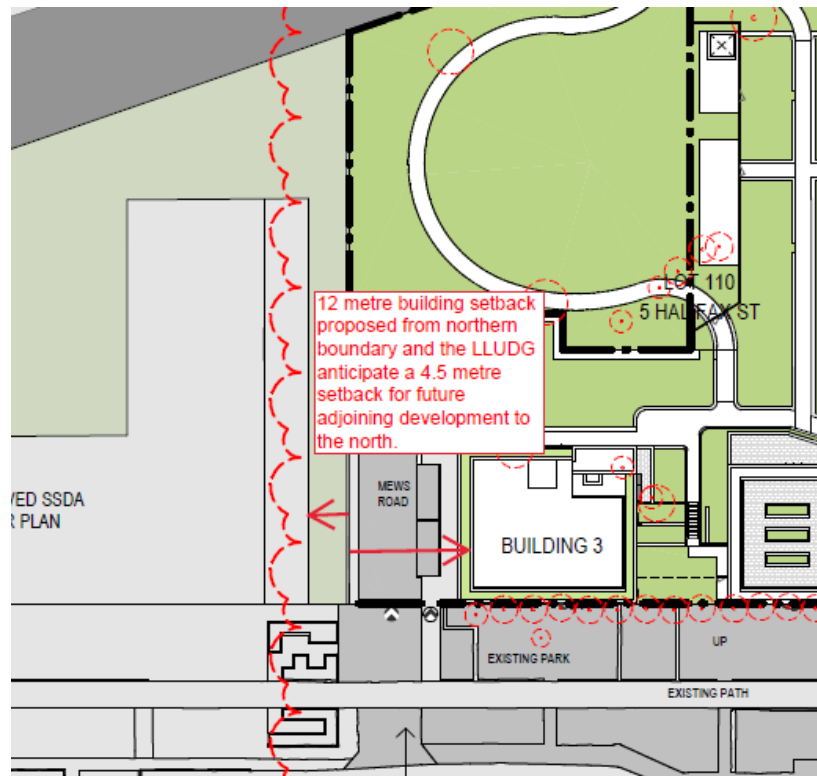 LOT 110
5 HALIFAX ST
12 metre building setback
proposed from northern
boundary and the LLUDG
anticipate a 4.5 metre
setback for future
adjoining development to
the north.
MEWS
ROAD
VED SSDA
R PLAN
BUILDING 3
UP
EXISTING PARK
EXISTING PATH